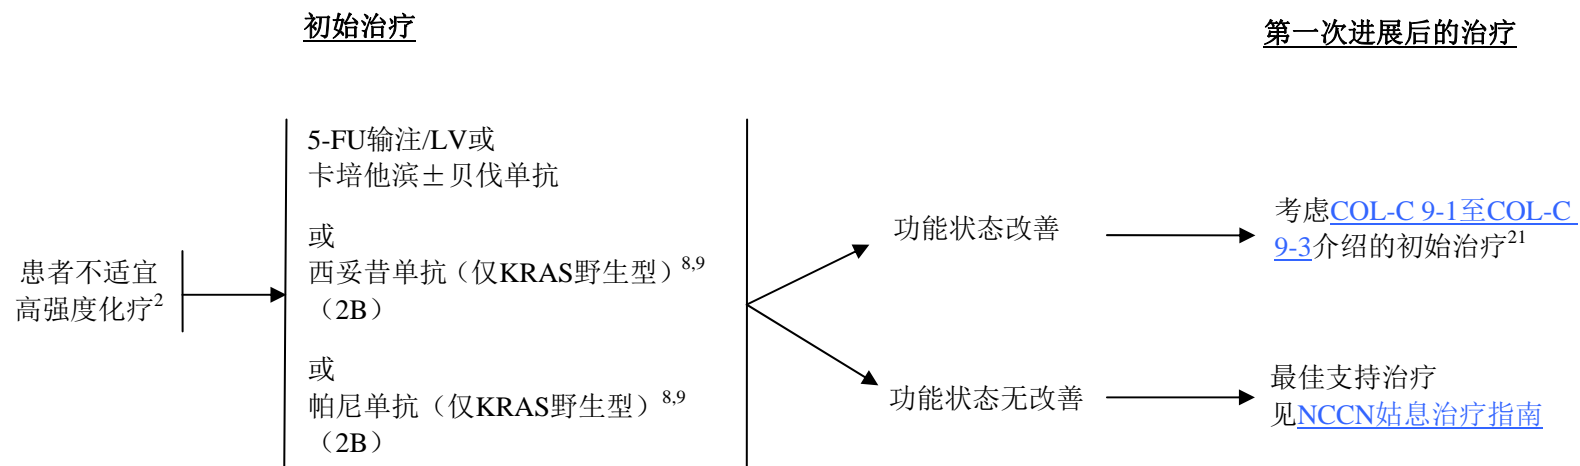 初始治疗
第一次进展后的治疗
患者不适宜
高强度化疗2
5-FU输注/LV或
卡培他滨±贝伐单抗
或
西妥昔单抗（仅KRAS野生型）8,9
（2B）
或
帕尼单抗（仅KRAS野生型）8,9
（2B）
功能状态改善
考虑COL-C 9-1至COL-C
9-3介绍的初始治疗21
功能状态无改善
最佳支持治疗
见NCCN姑息治疗指南